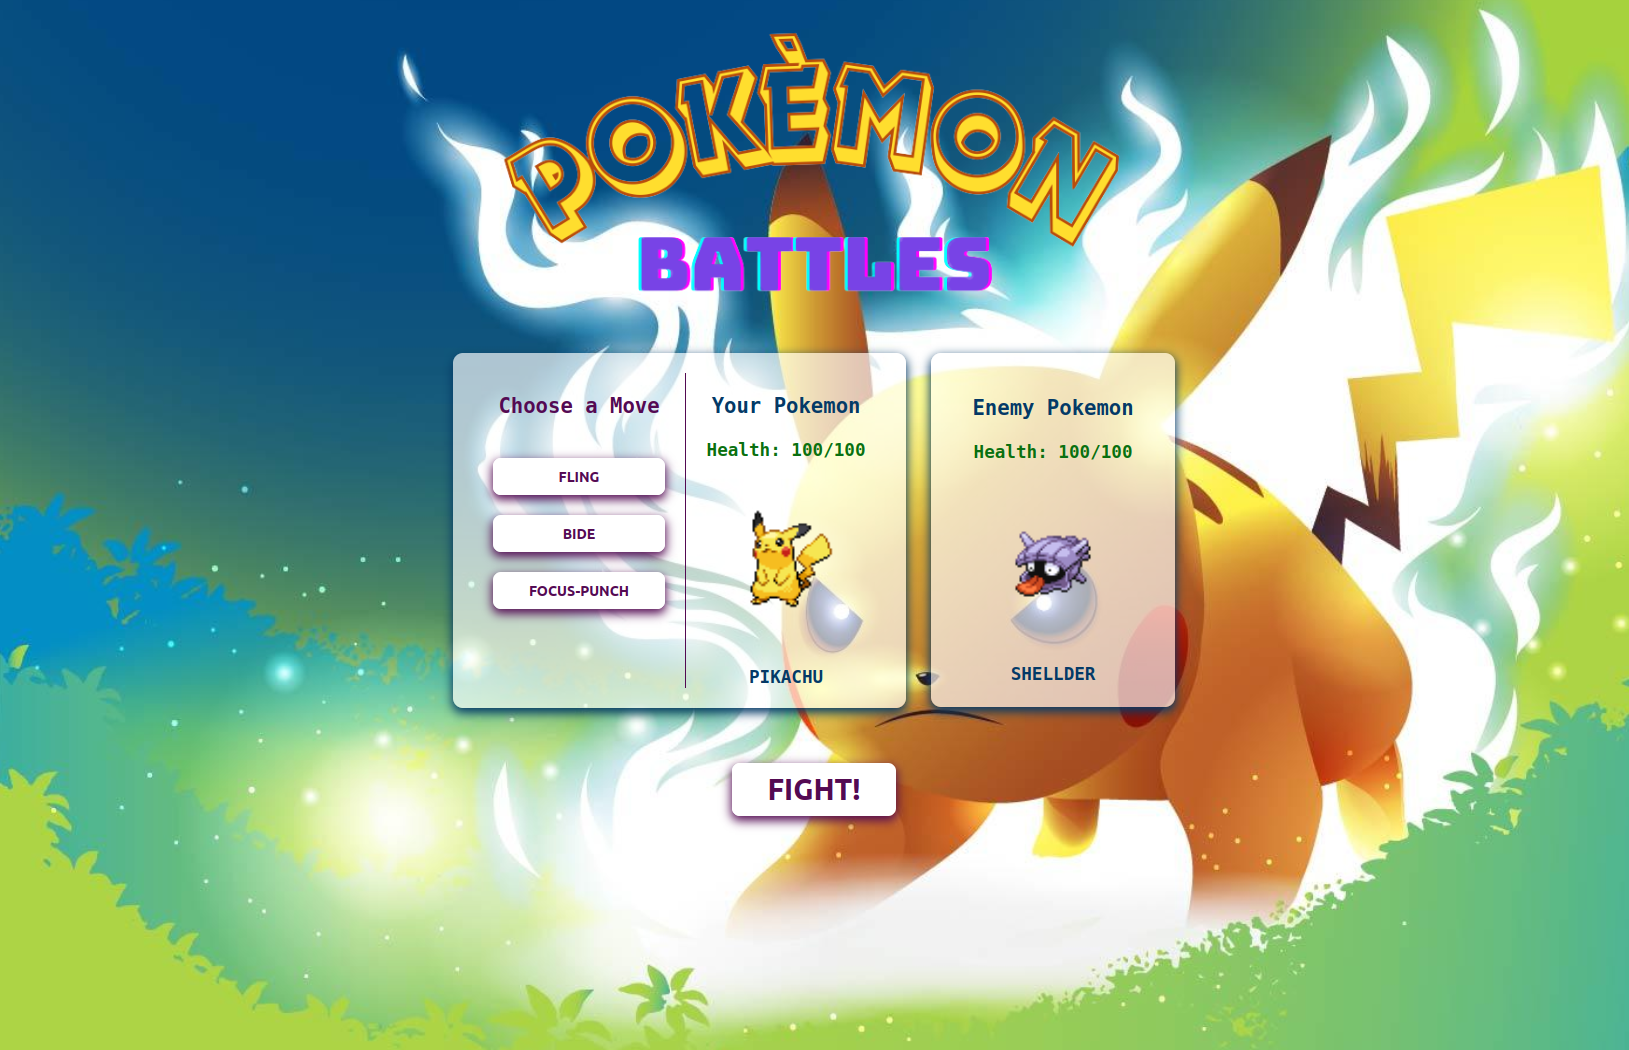 POKÈMON
BATTLES
Choose a Move
FLING
BIDE
FOCUS-PUNCH
Your Pokemon
Health: 100/100
PIKACHU
Enemy Pokemon
Health: 100/100
SHELLDER
FIGHT!